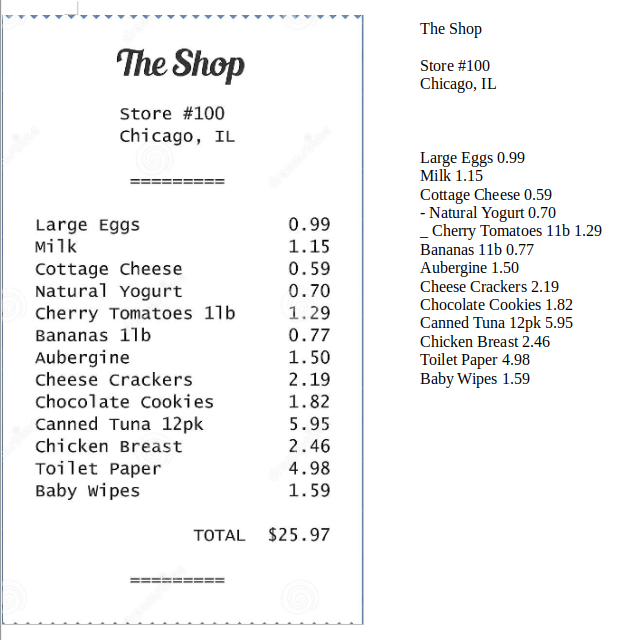 The Shop
Store #100
Chicago, IL
=========
Large Eggs 0.99
Milk 1.15
Cottage Cheese 0.59
Natural Yogurt 0.70
Cherry Tomatoes 1lb 1.29
Bananas 1lb 0.77
Aubergine 1.50
Cheese Crackers 2.19
Chocolate Cookies 1.82
Canned Tuna 12pk 5.95
Chicken Breast 2.46
Toilet Paper 4.98
Baby Wipes 1.59
TOTAL $25.97
=========
The Shop
Store #100
Chicago, IL
Large Eggs 0.99
Milk 1.15
Cottage Cheese 0.59
- Natural Yogurt 0.70
_ Cherry Tomatoes 11b 1.29
Bananas 11b 0.77
Aubergine 1.50
Cheese Crackers 2.19
Chocolate Cookies 1.82
Canned Tuna 12pk 5.95
Chicken Breast 2.46
Toilet Paper 4.98
Baby Wipes 1.59